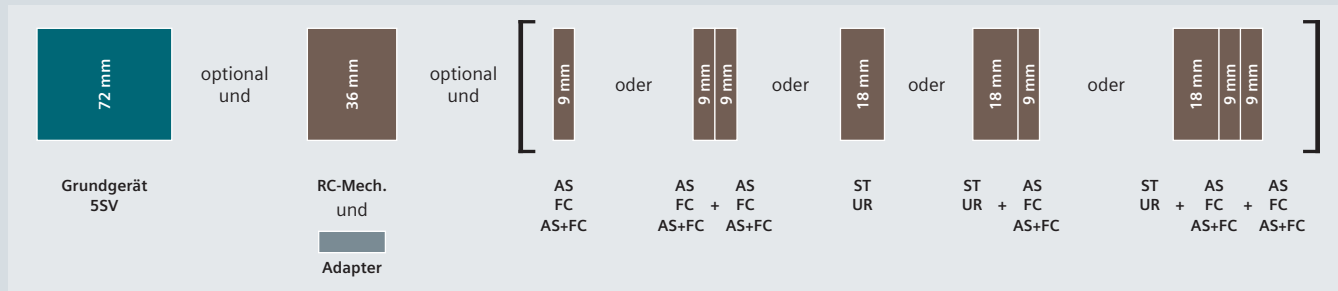 72 mm
optional
und
36 mm
optional
und
9 mm
oder
9 mm
9 mm
oder
18 mm
oder
18 mm
9 mm
oder
18 mm
9 mm
9 mm
Grundgerät
5SV
RC-Mech.
und
Adapter
AS
FC
AS+FC
AS AS
FC + FC
AS+FC AS+FC
ST
UR
ST AS
UR + FC
AS+FC
ST AS AS
UR + FC + FC
AS+FC AS+FC